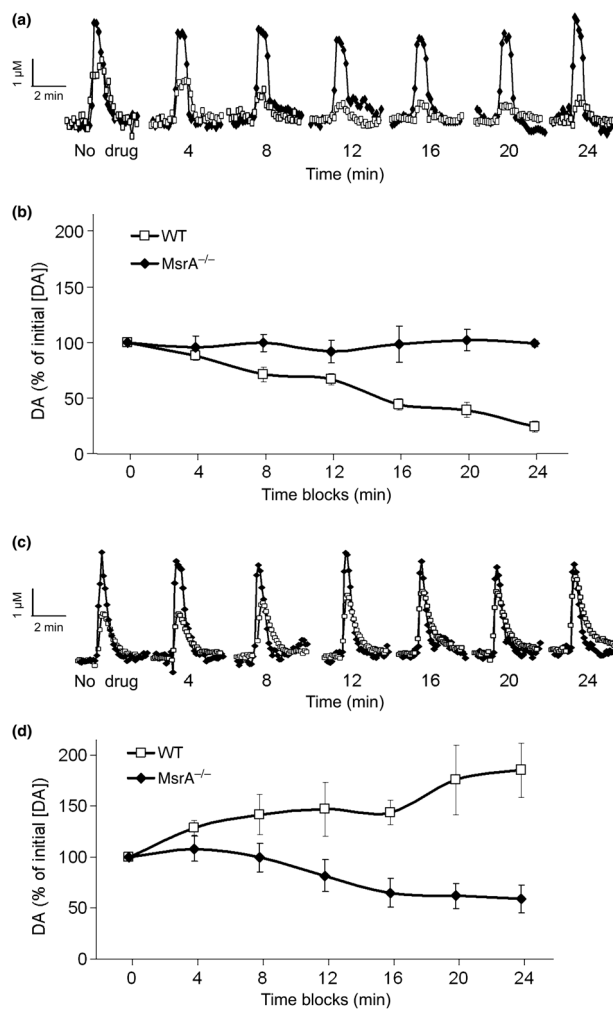 (a)
1 µM
2 min
No drug 4 8 12 16 20 24
Time (min)
(b)
200
150
100
50
0
DA (% of initial [DA])
WT
MsrA–/–
0 4 8 12 16 20 24
Time blocks (min)
(c)
1 µM
2 min
No drug 4 8 12 16 20 24
Time (min)
(d)
200
150
100
50
0
DA (% of initial [DA])
WT
MsrA–/–
0 4 8 12 16 20 24
Time blocks (min)